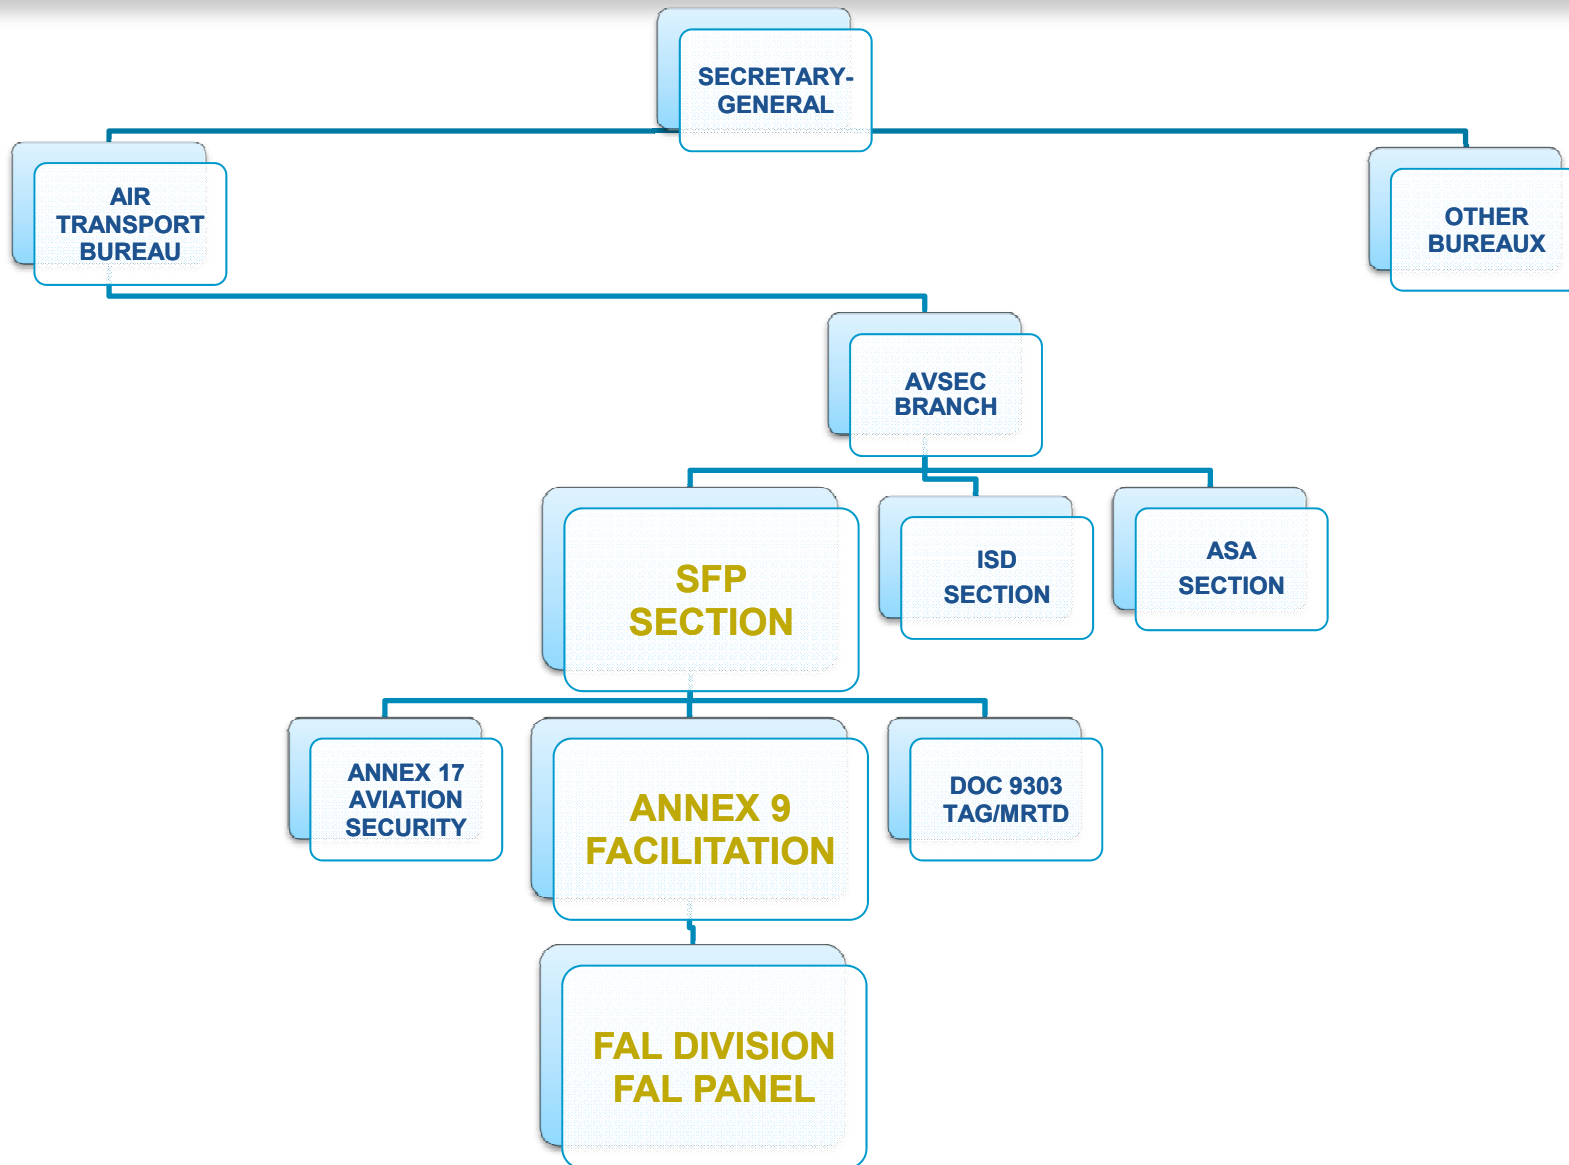 SECRETARY-
GENERAL
AIR
TRANSPORT
BUREAU
OTHER
BUREAUX
AVSEC
BRANCH
SFP
SECTION
ISD
SECTION
ASA
SECTION
ANNEX 17
AVIATION
SECURITY
ANNEX 9
FACILITATION
DOC 9303
TAG/MRTD
FAL DIVISION
FAL PANEL